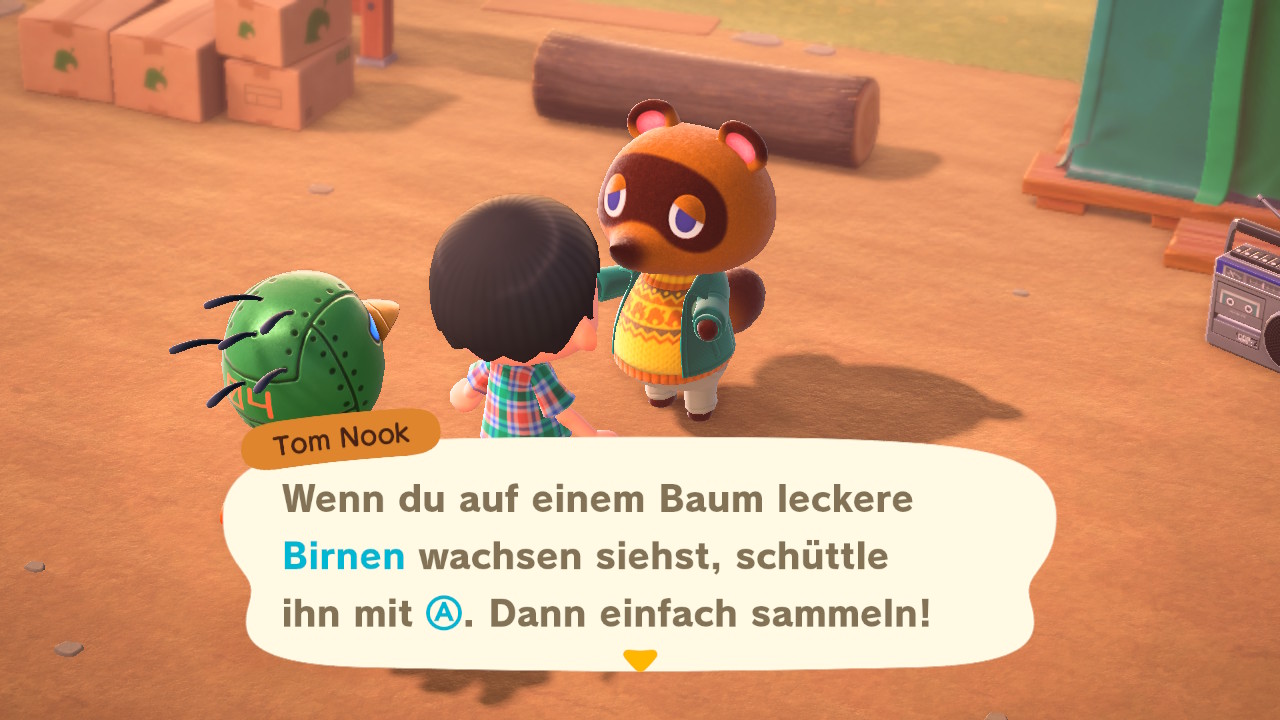 Tom Nook
Wenn du auf einem Baum leckere
Birnen wachsen siehst, schüttle
ihn mit Ⓐ. Dann einfach sammeln!